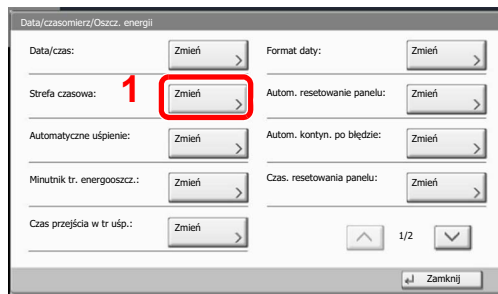 Data/czasomierz/Oszcz. energii
Data/czas: Zmień Format daty: Zmień
Strefa czasowa: 1 Zmień Autom. resetowanie panelu: Zmień
Automatyczne uśpienie: Zmień Autom. kontyn. po błędzie: Zmień
Minutnik tr. energooszcz.: Zmień Czas. resetowania panelu: Zmień
Czas przejścia w tr uśp.: Zmień 1/2
Zamknij